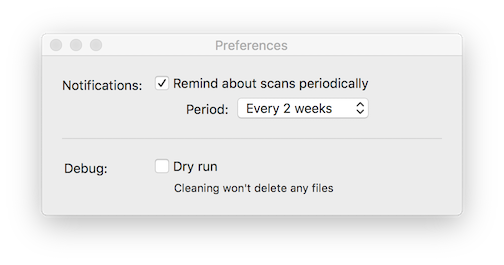 Preferences
Notifications: Remind about scans periodically
Period: Every 2 weeks
Debug: Dry run
Cleaning won't delete any files